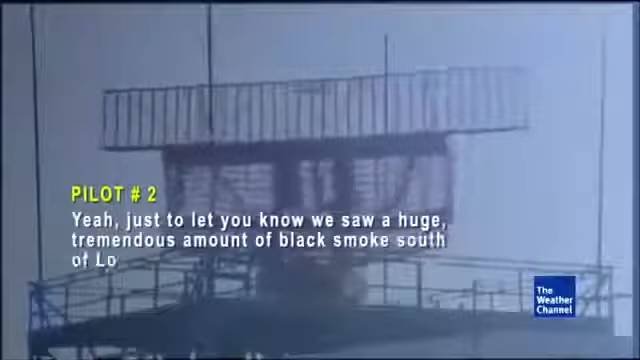 PILOT # 2
Yeah, just to let you know we saw a huge,
tremendous amount of black smoke south
of Lo
The
Weather
Channel